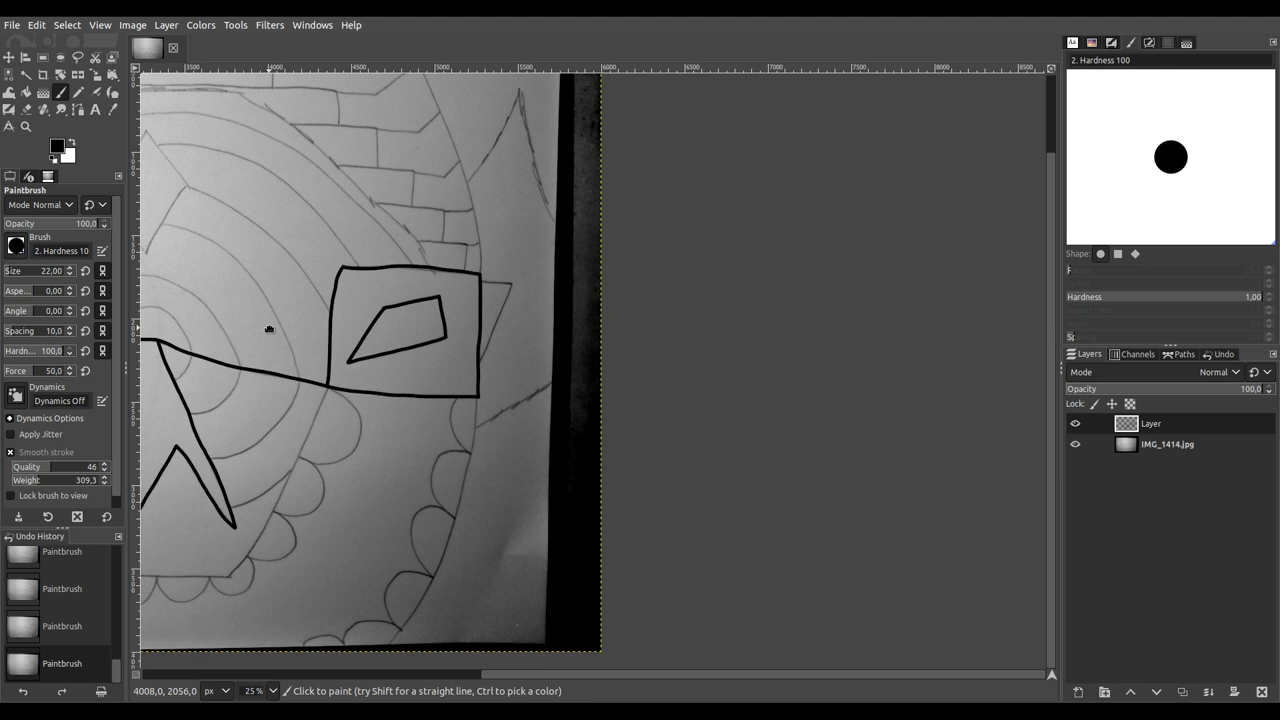 File Edit Select View Image Layer Colors Tools Filters Windows Help
3500 4000 4500 5000 5500 6000 6500 7000 7500 8000 8500
2. Hardness 100
Paintbrush
Mode Normal
Opacity 100,0
Brush
2. Hardness 10
Size 22,00
Aspe... 0,00
Angle 0,00
Spacing 10,0
Hardn... 100,0
Force 50,0
Dynamics
Dynamics Off
Dynamics Options
Apply Jitter
Smooth stroke
Quality 46
Weight 309,3
Lock brush to view
Undo History
Paintbrush
Paintbrush
Paintbrush
Paintbrush
4008,0, 2056,0 px 25 % Click to paint (try Shift for a straight line, Ctrl to pick a color)
Shape:
Hardness 1,00
Layers Channels Paths Undo
Mode Normal
Opacity 100,0
Lock:
Layer
IMG_1414.jpg